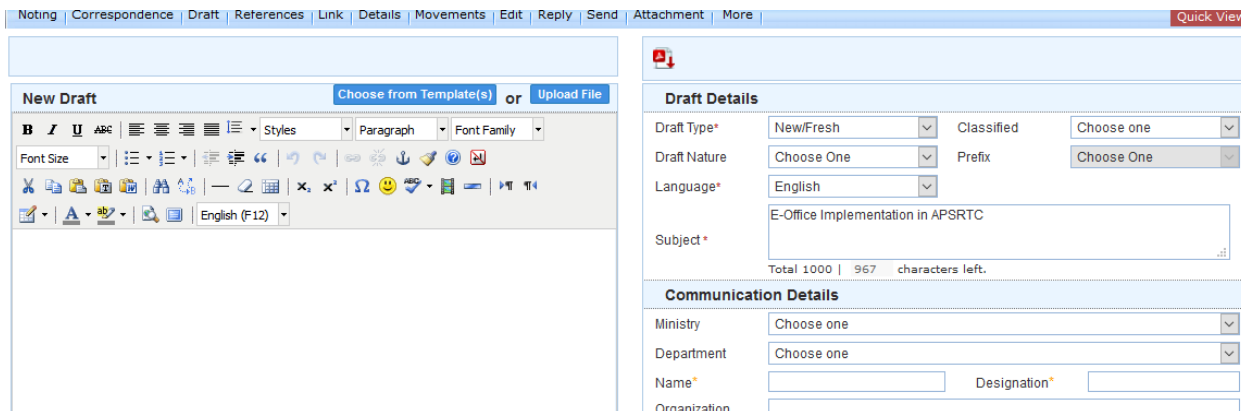 Noting | Correspondence | Draft | References | Link | Details | Movements | Edit | Reply | Send | Attachment | More |
Quick View
New Draft
Choose from Template(s) or Upload File
B I U ABC Styles Paragraph Font Family
Font Size
English (F12)
Draft Details
Draft Type* New/Fresh Classified Choose one
Draft Nature Choose One Prefix Choose One
Language* English
E-Office Implementation in APSRTC
Subject *
Total 1000 | 967 characters left.
Communication Details
Ministry Choose one
Department Choose one
Name* Designation*
Organization